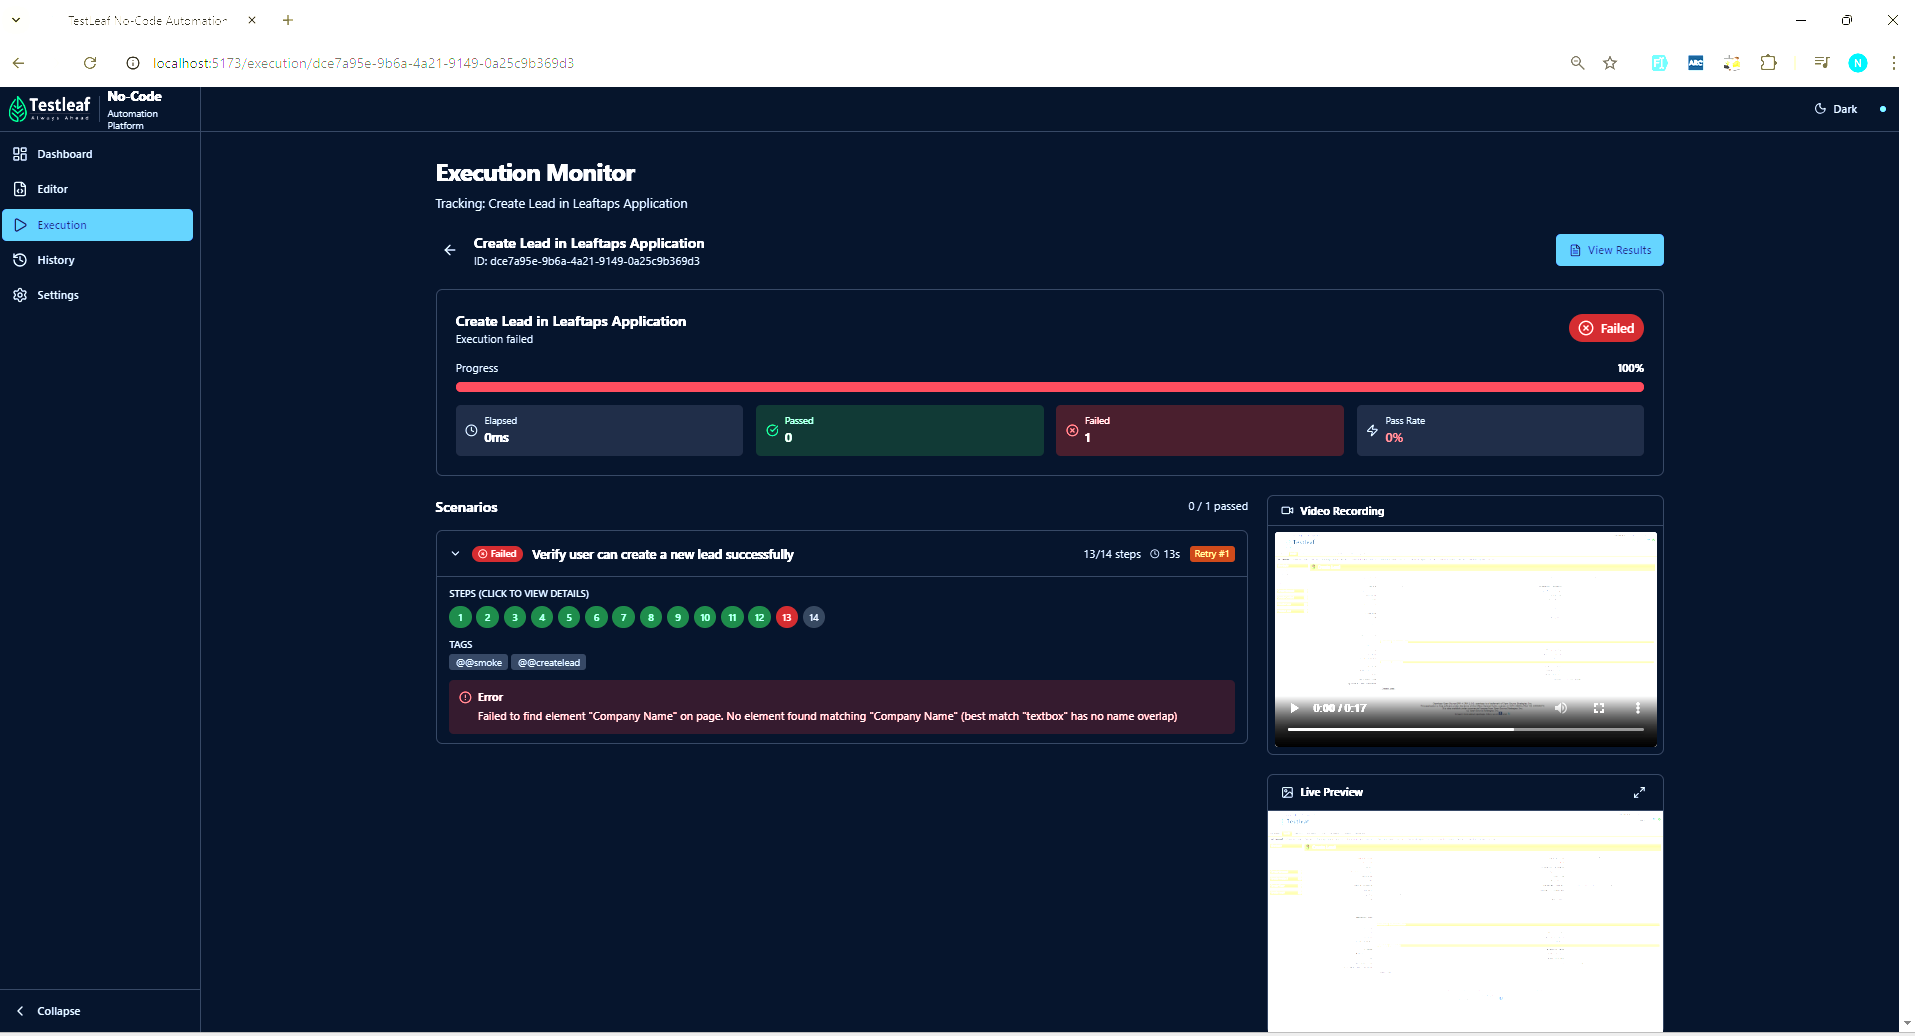 TestLeaf No-Code Automation
localhost:5173/execution/dce7a95e-9b6a-4a21-9149-0a25c9b369d3
ABC
N
Testleaf
Always Ahead
No-Code
Automation
Platform
Dark
Dashboard
Editor
Execution
History
Settings
Collapse
Execution Monitor
Tracking: Create Lead in Leaftaps Application
Create Lead in Leaftaps Application
ID: dce7a95e-9b6a-4a21-9149-0a25c9b369d3
View Results
Create Lead in Leaftaps Application
Execution failed
Failed
Progress
100%
Elapsed
0ms
Passed
0
Failed
1
Pass Rate
0%
Scenarios
0 / 1 passed
Failed Verify user can create a new lead successfully 13/14 steps 13s Retry #1
STEPS (CLICK TO VIEW DETAILS)
1 2 3 4 5 6 7 8 9 10 11 12 13 14
TAGS
@@smoke @@createlead
Error
Failed to find element "Company Name" on page. No element found matching "Company Name" (best match "textbox" has no name overlap)
Video Recording
Testleaf
0:00 / 0:17
Live Preview
Testleaf